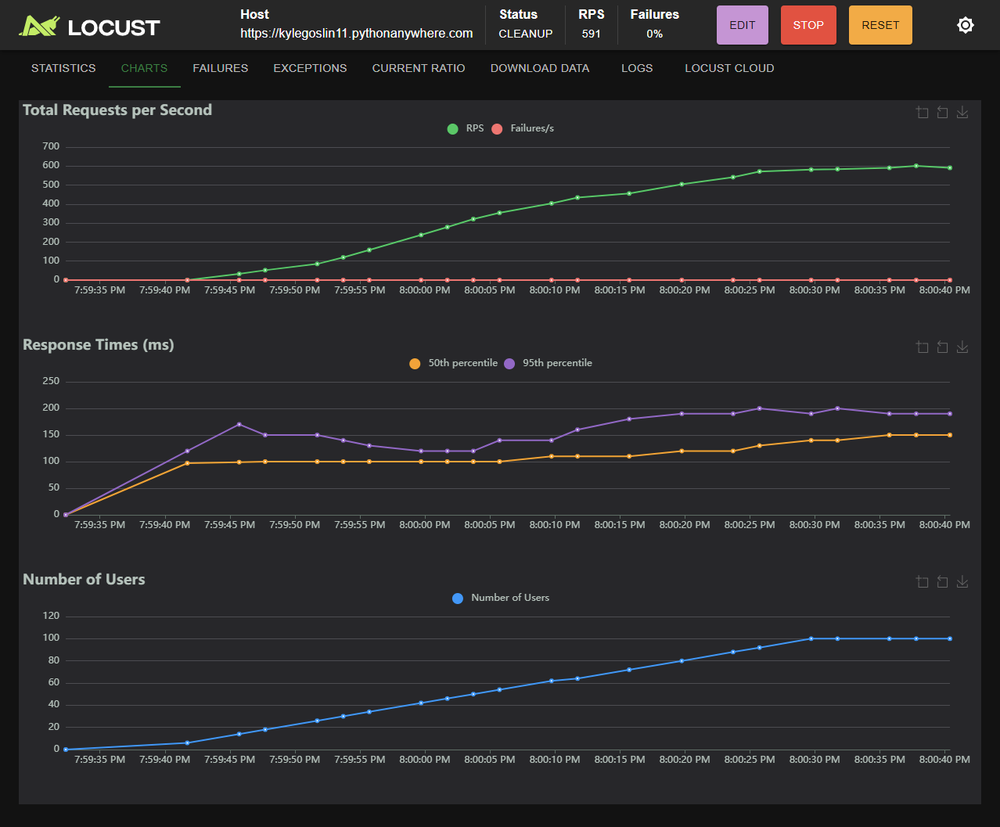 LOCUST
Host
https://kylegoslin11.pythonanywhere.com
Status
CLEANUP
RPS
591
Failures
0%
EDIT
STOP
RESET
STATISTICS CHARTS FAILURES EXCEPTIONS CURRENT RATIO DOWNLOAD DATA LOGS LOCUST CLOUD
Total Requests per Second
RPS Failures/s
700
600
500
400
300
200
100
0
7:59:35 PM 7:59:40 PM 7:59:45 PM 7:59:50 PM 7:59:55 PM 8:00:00 PM 8:00:05 PM 8:00:10 PM 8:00:15 PM 8:00:20 PM 8:00:25 PM 8:00:30 PM 8:00:35 PM 8:00:40 PM
Response Times (ms)
50th percentile 95th percentile
250
200
150
100
50
0
7:59:35 PM 7:59:40 PM 7:59:45 PM 7:59:50 PM 7:59:55 PM 8:00:00 PM 8:00:05 PM 8:00:10 PM 8:00:15 PM 8:00:20 PM 8:00:25 PM 8:00:30 PM 8:00:35 PM 8:00:40 PM
Number of Users
Number of Users
120
100
80
60
40
20
0
7:59:35 PM 7:59:40 PM 7:59:45 PM 7:59:50 PM 7:59:55 PM 8:00:00 PM 8:00:05 PM 8:00:10 PM 8:00:15 PM 8:00:20 PM 8:00:25 PM 8:00:30 PM 8:00:35 PM 8:00:40 PM